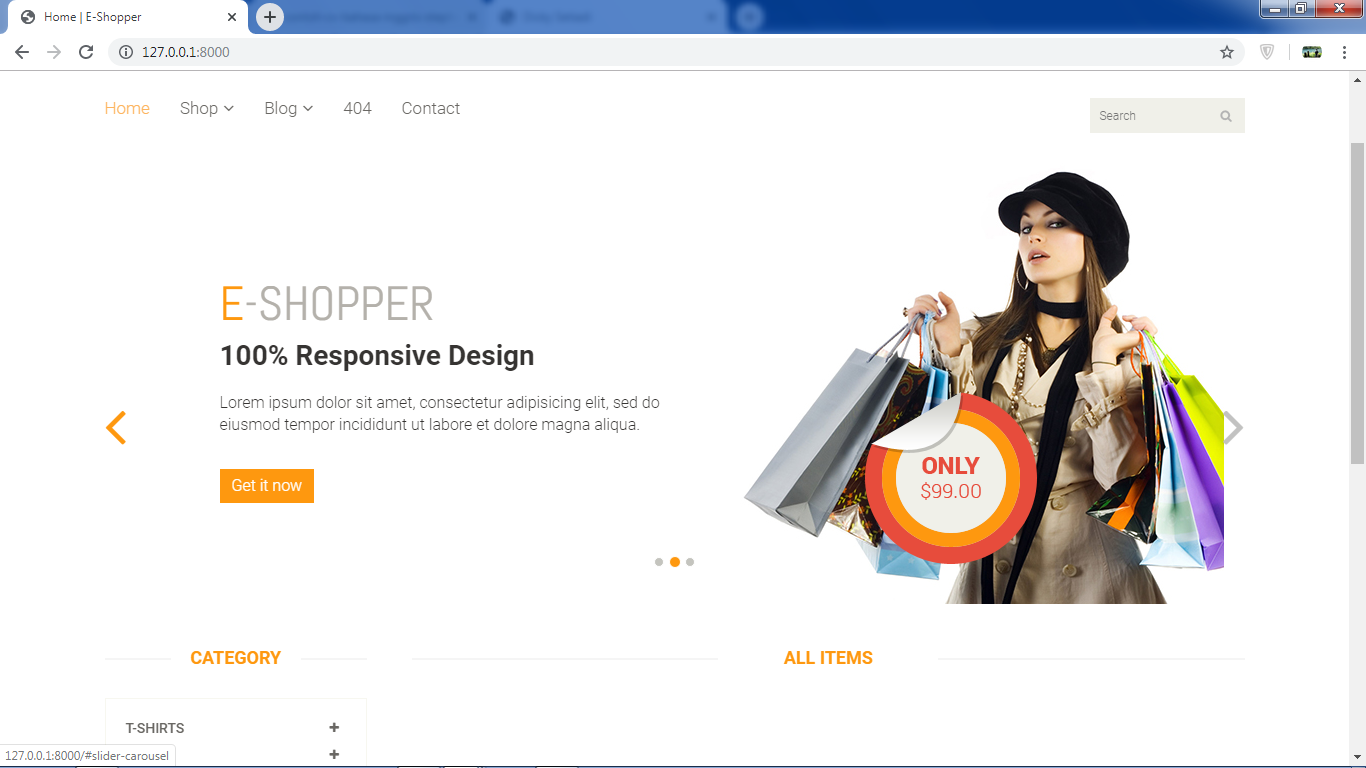 Home | E-Shopper
127.0.0.1:8000
Home Shop Blog 404 Contact
Search
E-SHOPPER
100% Responsive Design
Lorem ipsum dolor sit amet, consectetur adipisicing elit, sed do
eiusmod tempor incididunt ut labore et dolore magna aliqua.
Get it now
ONLY
$99.00
CATEGORY
ALL ITEMS
T-SHIRTS
127.0.0.1:8000/#slider-carousel